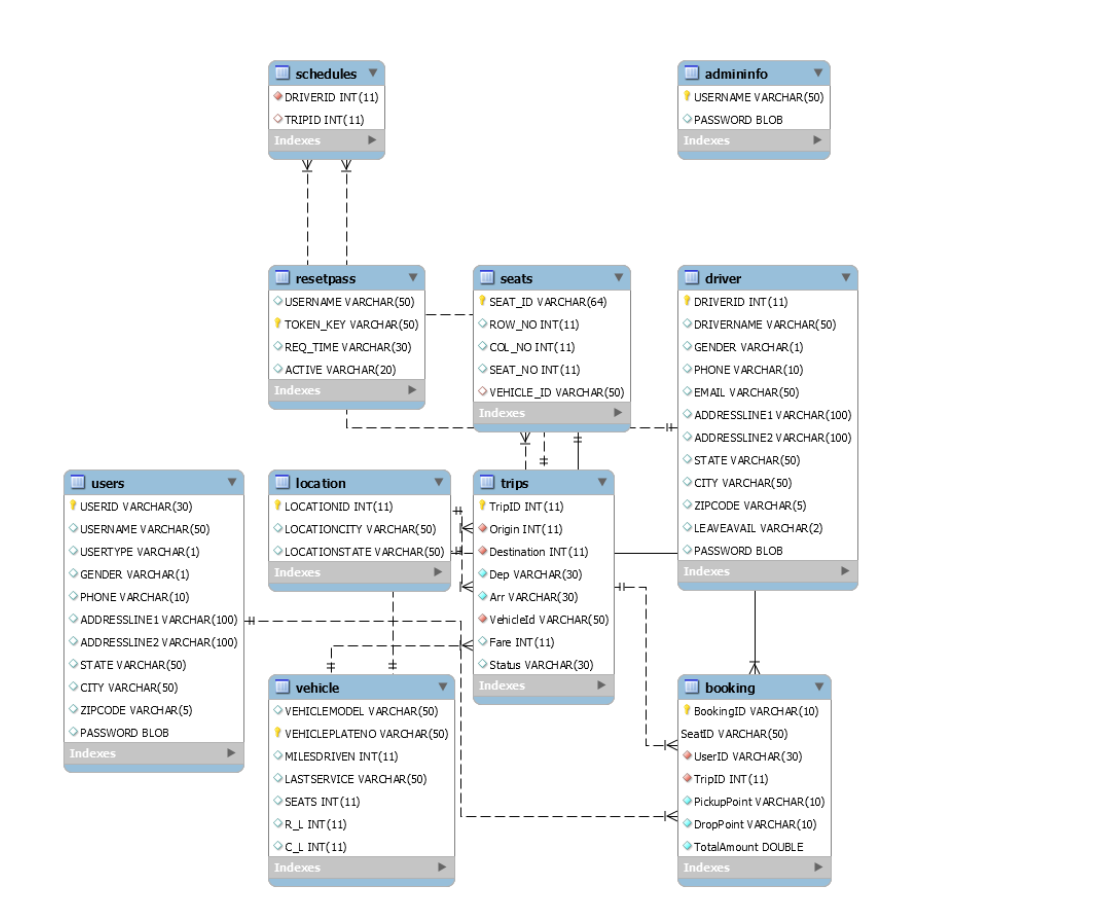 schedules
DRIVERID INT(11)
TRIPID INT(11)
Indexes
admininfo
USERNAME VARCHAR(50)
PASSWORD BLOB
Indexes
resetpass
USERNAME VARCHAR(50)
TOKEN_KEY VARCHAR(50)
REQ_TIME VARCHAR(30)
ACTIVE VARCHAR(20)
Indexes
seats
SEAT_ID VARCHAR(64)
ROW_NO INT(11)
COL_NO INT(11)
SEAT_NO INT(11)
VEHICLE_ID VARCHAR(50)
Indexes
driver
DRIVERID INT(11)
DRIVERNAME VARCHAR(50)
GENDER VARCHAR(1)
PHONE VARCHAR(10)
EMAIL VARCHAR(50)
ADDRESSLINE1 VARCHAR(100)
ADDRESSLINE2 VARCHAR(100)
STATE VARCHAR(50)
CITY VARCHAR(50)
ZIPCODE VARCHAR(5)
LEAVEAVAIL VARCHAR(2)
PASSWORD BLOB
Indexes
users
USERID VARCHAR(30)
USERNAME VARCHAR(50)
USERTYPE VARCHAR(1)
GENDER VARCHAR(1)
PHONE VARCHAR(10)
ADDRESSLINE1 VARCHAR(100)
ADDRESSLINE2 VARCHAR(100)
STATE VARCHAR(50)
CITY VARCHAR(50)
ZIPCODE VARCHAR(5)
PASSWORD BLOB
Indexes
location
LOCATIONID INT(11)
LOCATIONCITY VARCHAR(50)
LOCATIONSTATE VARCHAR(50)
Indexes
trips
TripID INT(11)
Origin INT(11)
Destination INT(11)
Dep VARCHAR(30)
Arr VARCHAR(30)
VehicleId VARCHAR(50)
Fare INT(11)
Status VARCHAR(30)
Indexes
vehicle
VEHICLEMODEL VARCHAR(50)
VEHICLEPLATENO VARCHAR(50)
MILESDRIVEN INT(11)
LASTSERVICE VARCHAR(50)
SEATS INT(11)
R_L INT(11)
C_L INT(11)
Indexes
booking
BookingID VARCHAR(10)
SeatID VARCHAR(50)
UserID VARCHAR(30)
TripID INT(11)
PickupPoint VARCHAR(10)
DropPoint VARCHAR(10)
TotalAmount DOUBLE
Indexes